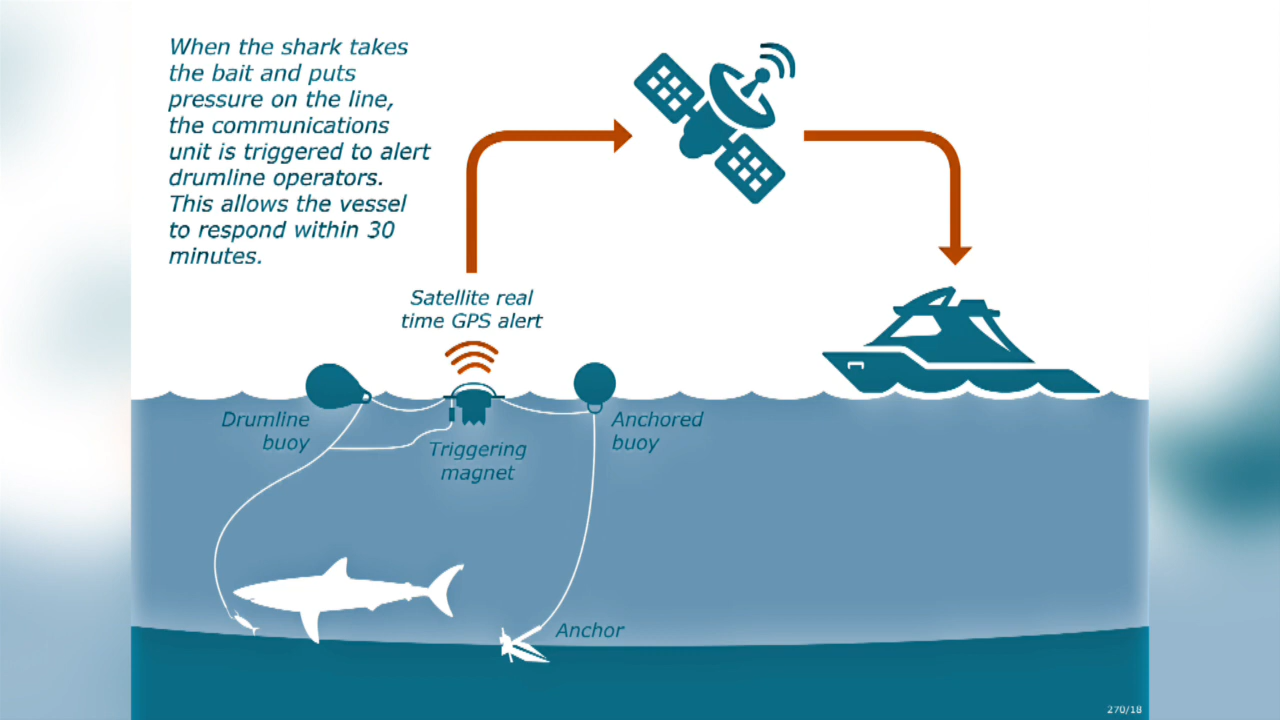 When the shark takes
the bait and puts
pressure on the line,
the communications
unit is triggered to alert
drumline operators.
This allows the vessel
to respond within 30
minutes.
Satellite real
time GPS alert
Drumline
buoy
Triggering
magnet
Anchored
buoy
Anchor
270/18